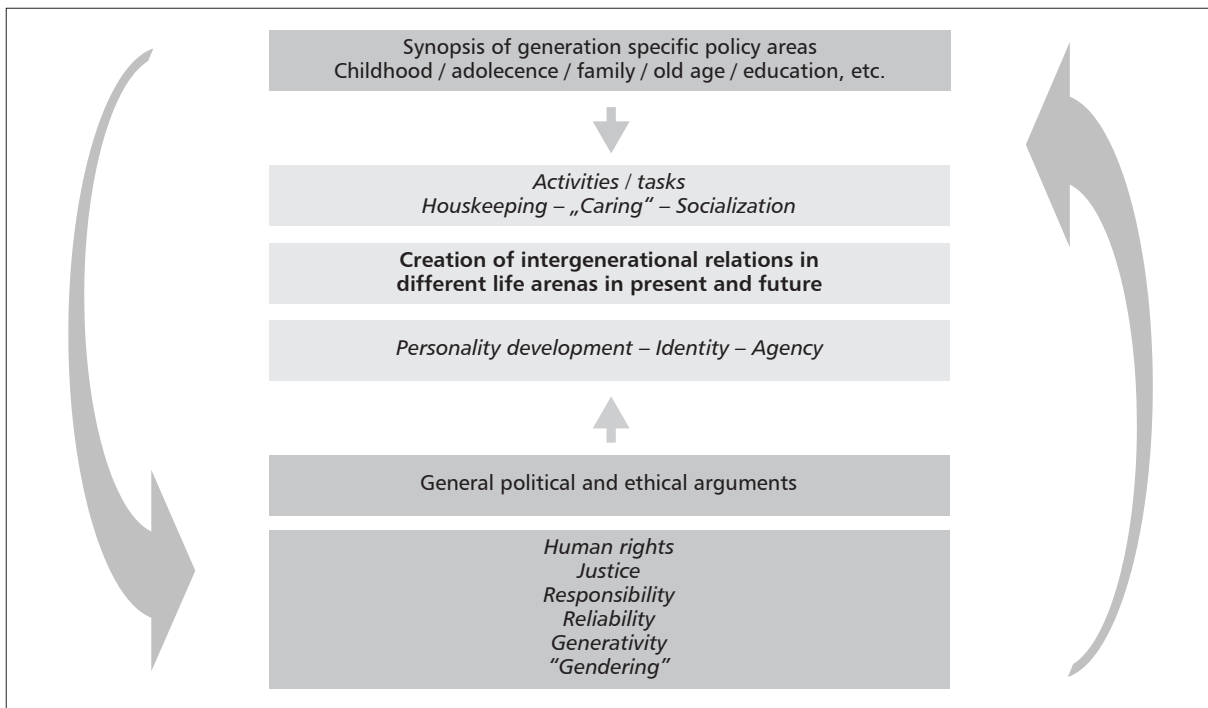 Synopsis of generation specific policy areas
Childhood / adolecence / family / old age / education, etc.
Activities / tasks
Houskeeping – „Caring“ – Socialization
Creation of intergenerational relations in
different life arenas in present and future
Personality development – Identity – Agency
General political and ethical arguments
Human rights
Justice
Responsibility
Reliability
Generativity
“Gendering”